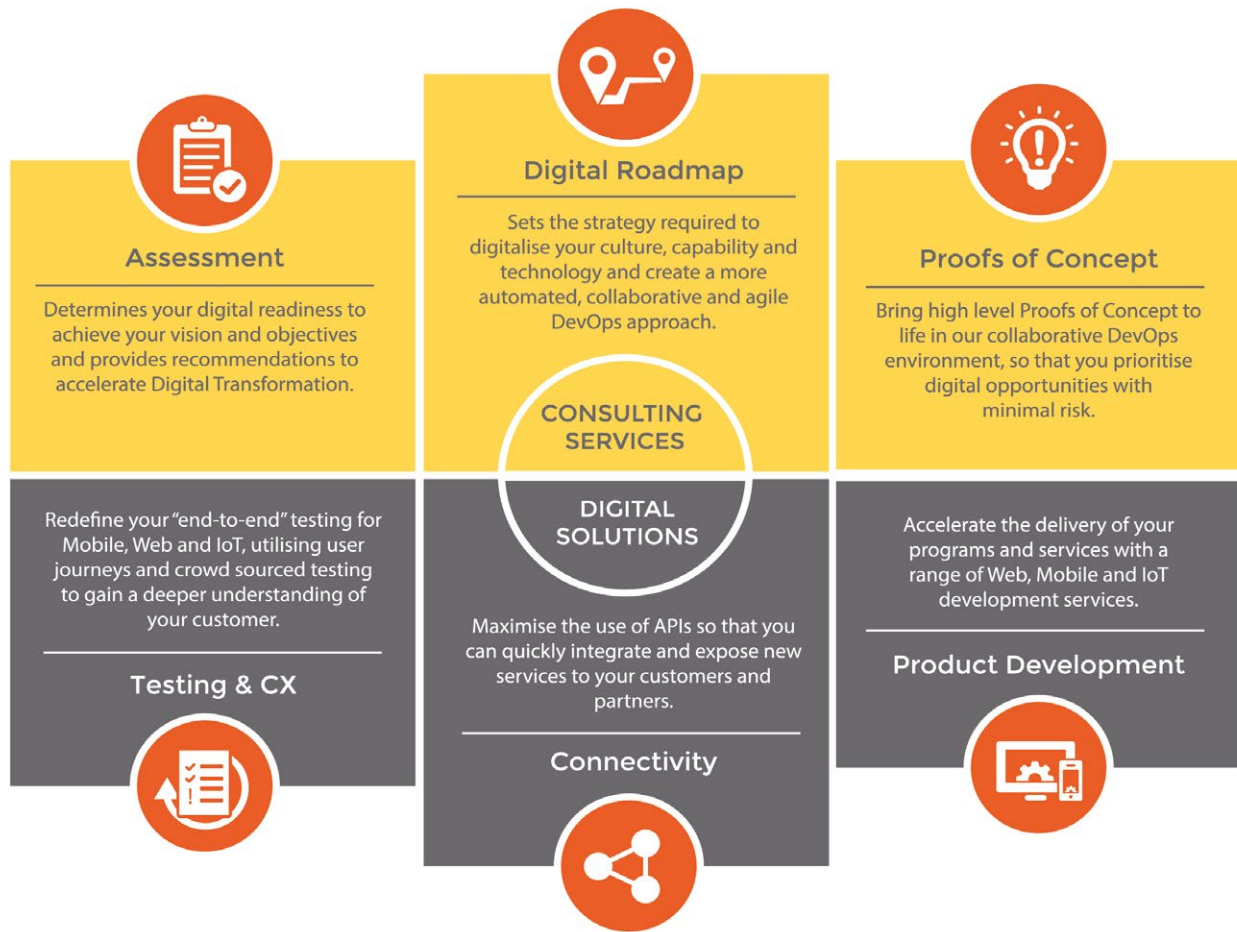 Assessment
Determines your digital readiness to
achieve your vision and objectives
and provides recommendations to
accelerate Digital Transformation.
Digital Roadmap
Sets the strategy required to
digitalise your culture, capability and
technology and create a more
automated, collaborative and agile
DevOps approach.
Proofs of Concept
Bring high level Proofs of Concept to
life in our collaborative DevOps
environment, so that you prioritise
digital opportunities with
minimal risk.
CONSULTING
SERVICES
DIGITAL
SOLUTIONS
Redefine your “end-to-end” testing for
Mobile, Web and IoT, utilising user
journeys and crowd sourced testing
to gain a deeper understanding of
your customer.
Testing & CX
Maximise the use of APIs so that you
can quickly integrate and expose new
services to your customers and
partners.
Connectivity
Accelerate the delivery of your
programs and services with a
range of Web, Mobile and IoT
development services.
Product Development